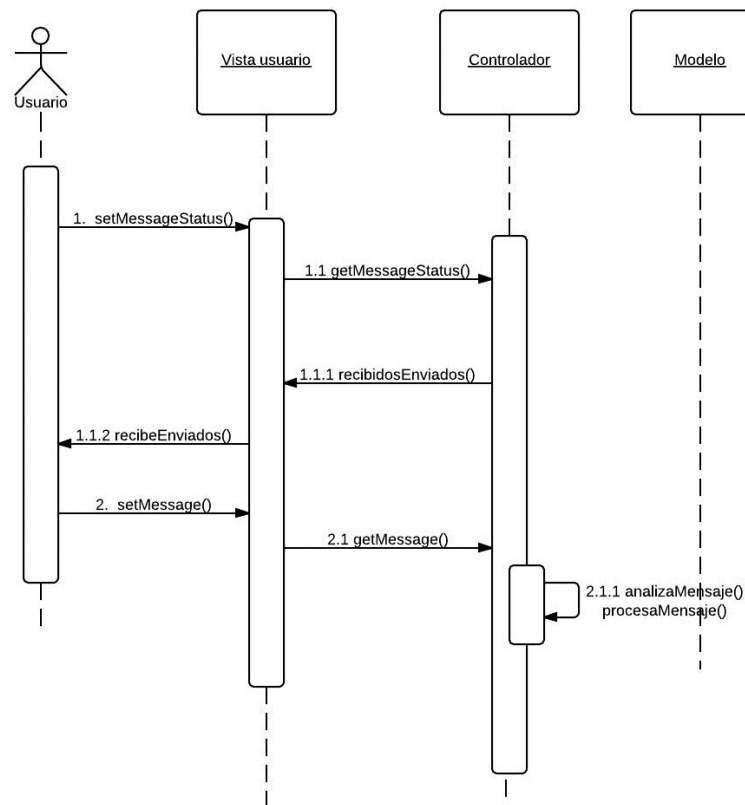 Usuario
Vista usuario
Controlador
Modelo
1. setMessageStatus()
1.1 getMessageStatus()
1.1.1 recibidosEnviados()
1.1.2 recibeEnviados()
2. setMessage()
2.1 getMessage()
2.1.1 analizaMensaje()
procesaMensaje()